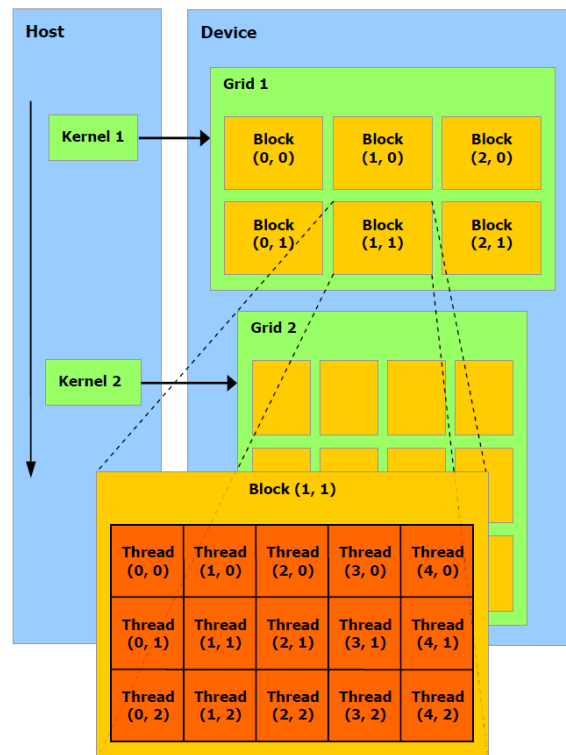 Host
Device
Grid 1
Kernel 1
Block
(0, 0)
Block
(1, 0)
Block
(2, 0)
Block
(0, 1)
Block
(1, 1)
Block
(2, 1)
Grid 2
Kernel 2
Block (1, 1)
Thread
(0, 0)
Thread
(1, 0)
Thread
(2, 0)
Thread
(3, 0)
Thread
(4, 0)
Thread
(0, 1)
Thread
(1, 1)
Thread
(2, 1)
Thread
(3, 1)
Thread
(4, 1)
Thread
(0, 2)
Thread
(1, 2)
Thread
(2, 2)
Thread
(3, 2)
Thread
(4, 2)